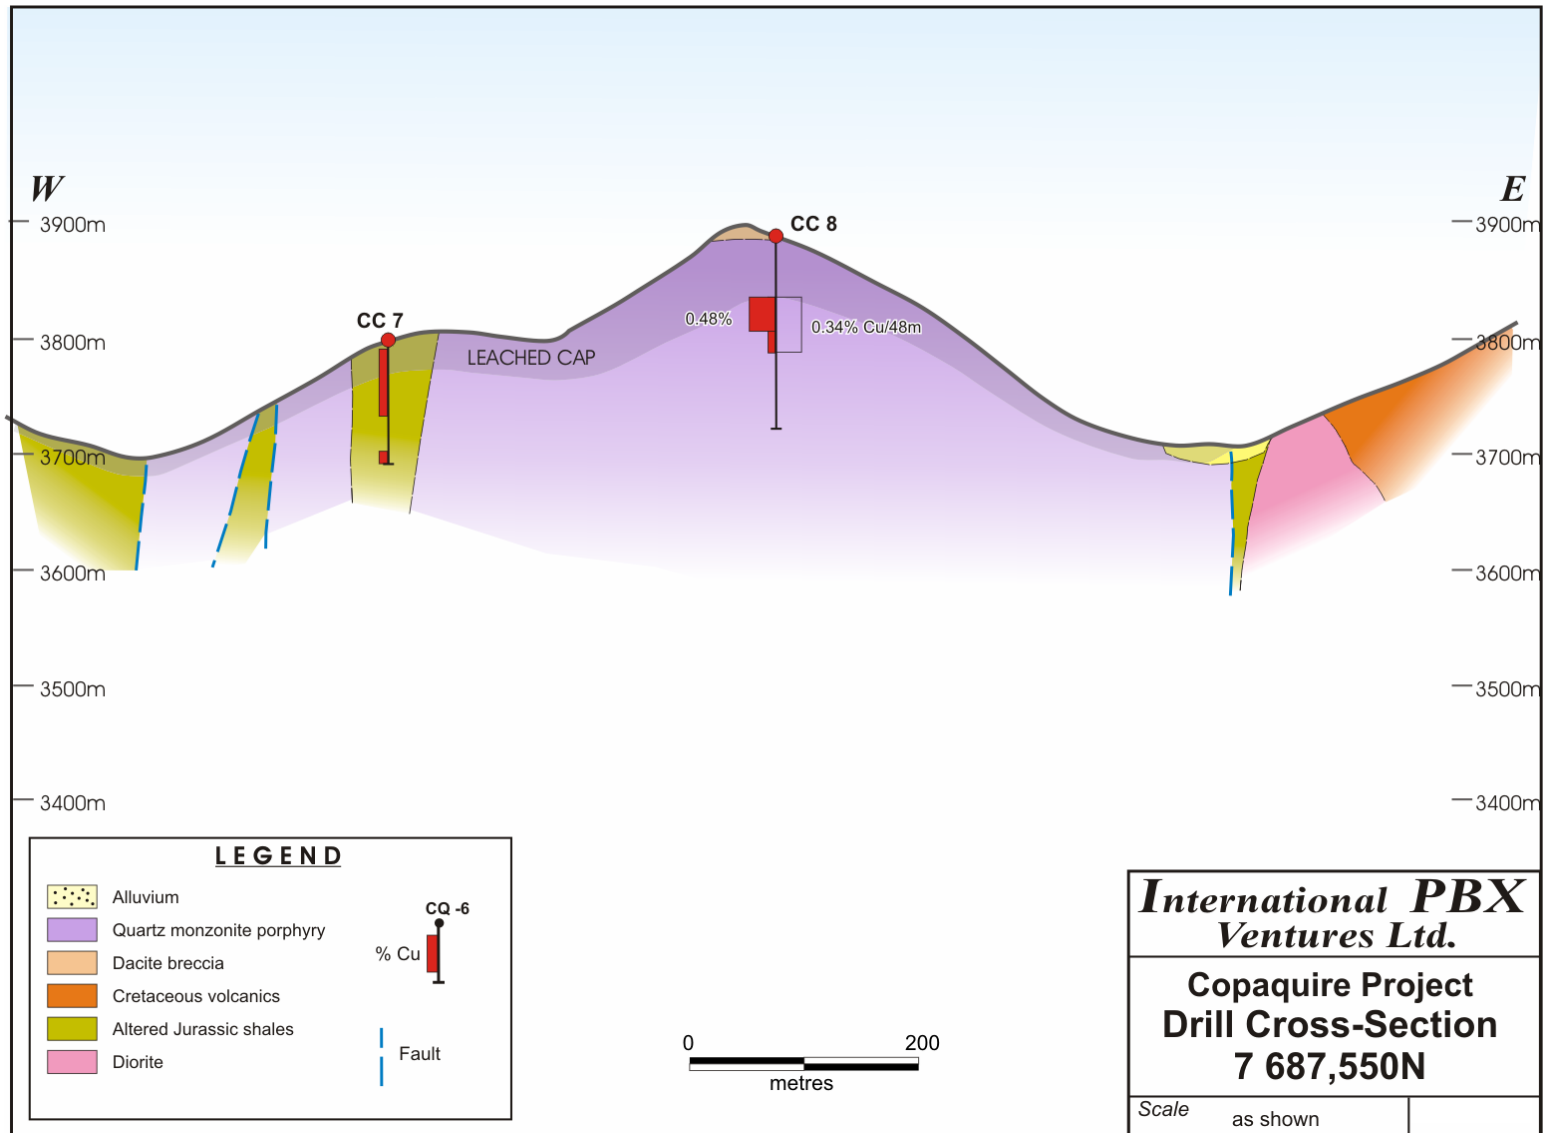 W
E
3900m
3900m
CC 8
CC 7
0.48%
0.34% Cu/48m
3800m
3800m
LEACHED CAP
3700m
3700m
3600m
3600m
3500m
3500m
3400m
3400m
LEGEND
Alluvium
Quartz monzonite porphyry
Dacite breccia
Cretaceous volcanics
Altered Jurassic shales
Diorite
CQ -6
% Cu
Fault
0 200
metres
International PBX
Ventures Ltd.
Copaquire Project
Drill Cross-Section
7 687,550N
Scale as shown